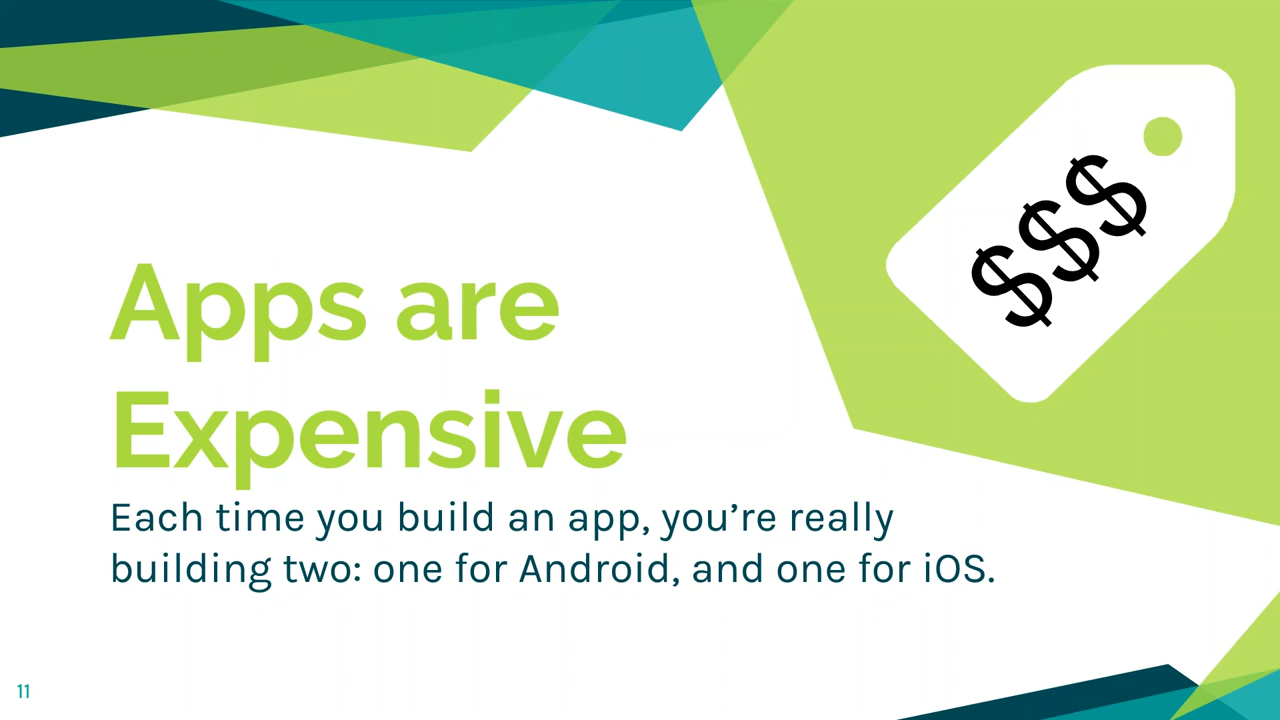 $$$
Apps are
Expensive
Each time you build an app, you’re really
building two: one for Android, and one for iOS.
11